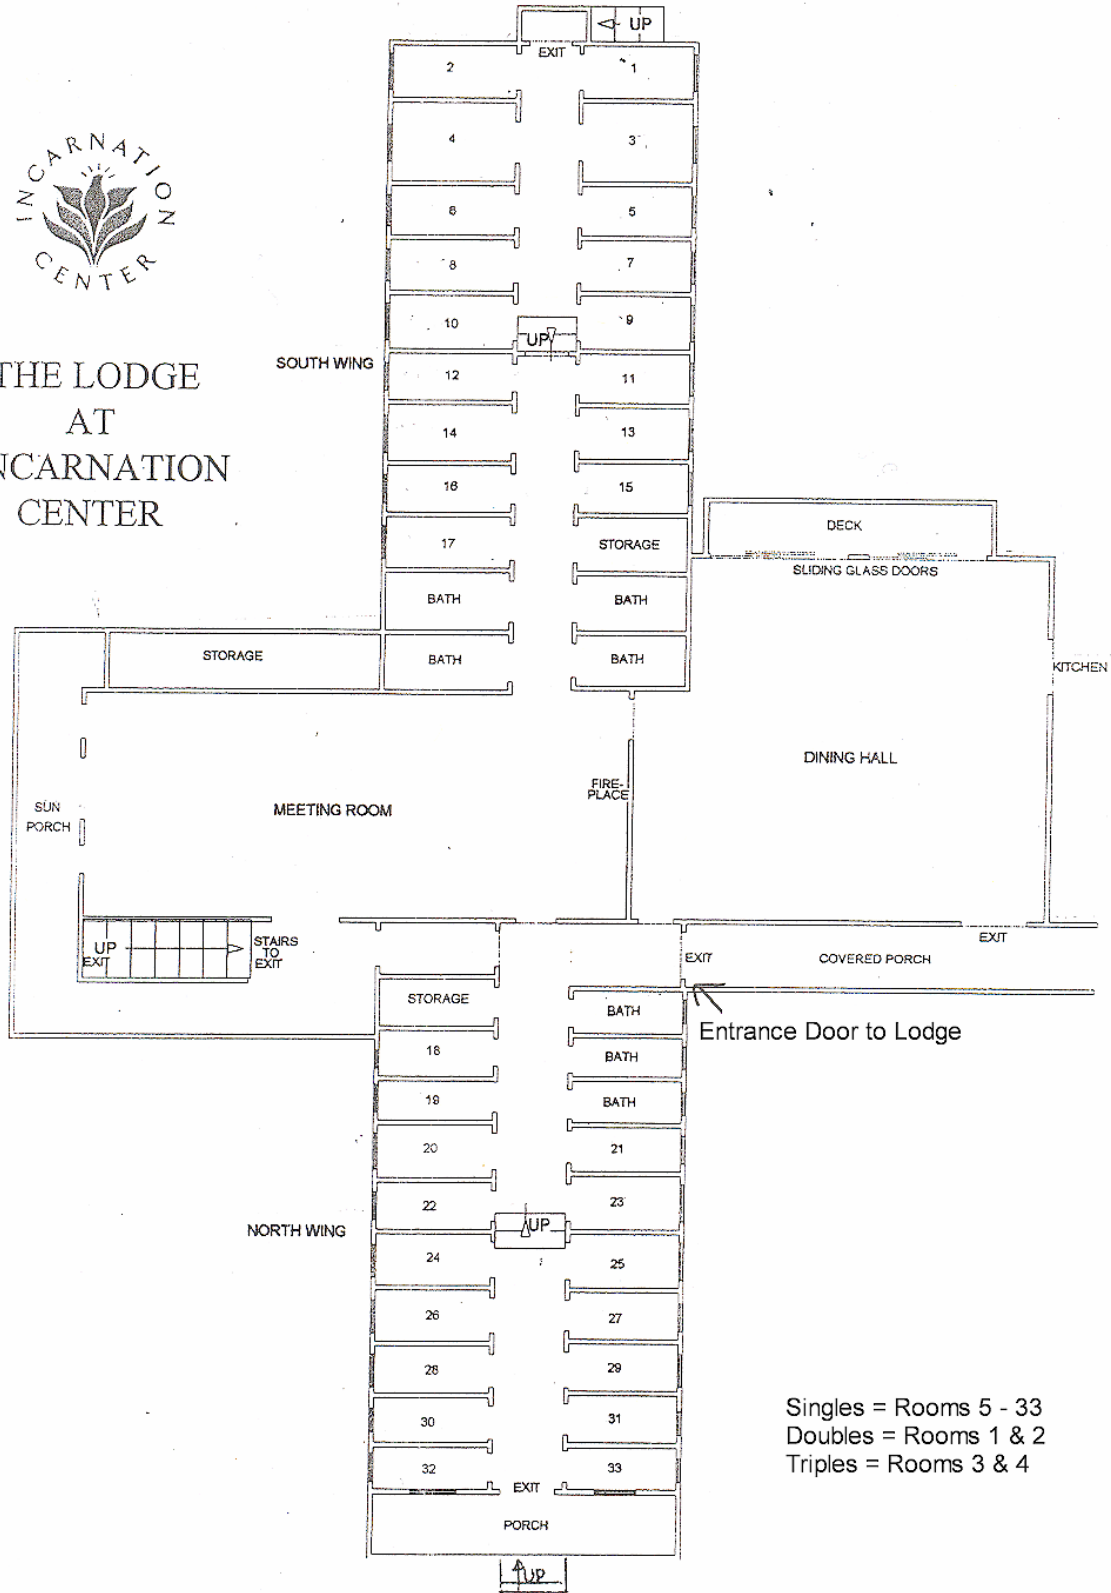 UP
EXIT
2
1
4
3
6
5
8
7
10
9
UP
12
11
14
13
16
15
17
STORAGE
BATH
BATH
BATH
BATH
INCARNATION
CENTER
THE LODGE
AT
NCARNATION
CENTER
SOUTH WING
DECK
SLIDING GLASS DOORS
STORAGE
KITCHEN
DINING HALL
FIRE-
PLACE
MEETING ROOM
SUN
PORCH
UP
EXIT
STAIRS
TO
EXIT
EXIT
EXIT
COVERED PORCH
Entrance Door to Lodge
STORAGE
BATH
18
BATH
19
BATH
20
21
22
23
UP
NORTH WING
24
25
26
27
28
29
30
31
32
33
EXIT
PORCH
UP
Singles = Rooms 5 - 33
Doubles = Rooms 1 & 2
Triples = Rooms 3 & 4